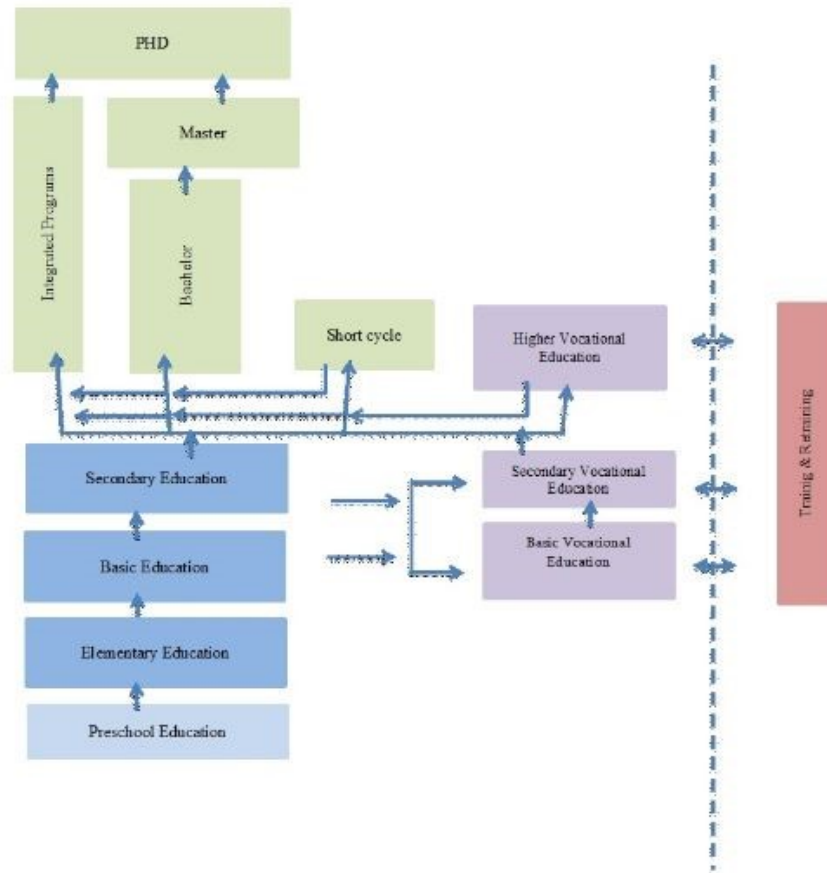 PHD
Master
Integrated Programs
Bachelor
Short cycle
Higher Vocational
Education
Secondary Education
Secondary Vocational
Education
Basic Education
Basic Vocational
Education
Elementary Education
Preschool Education
Trainig & Retraining